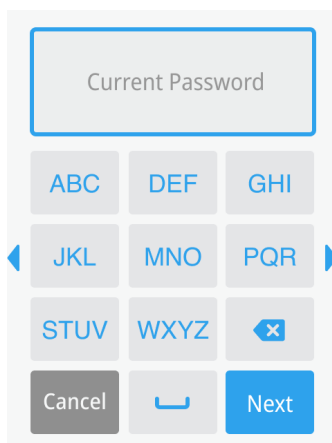 Current Password
ABC DEF GHI
JKL MNO PQR
STUV WXYZ
Cancel Next